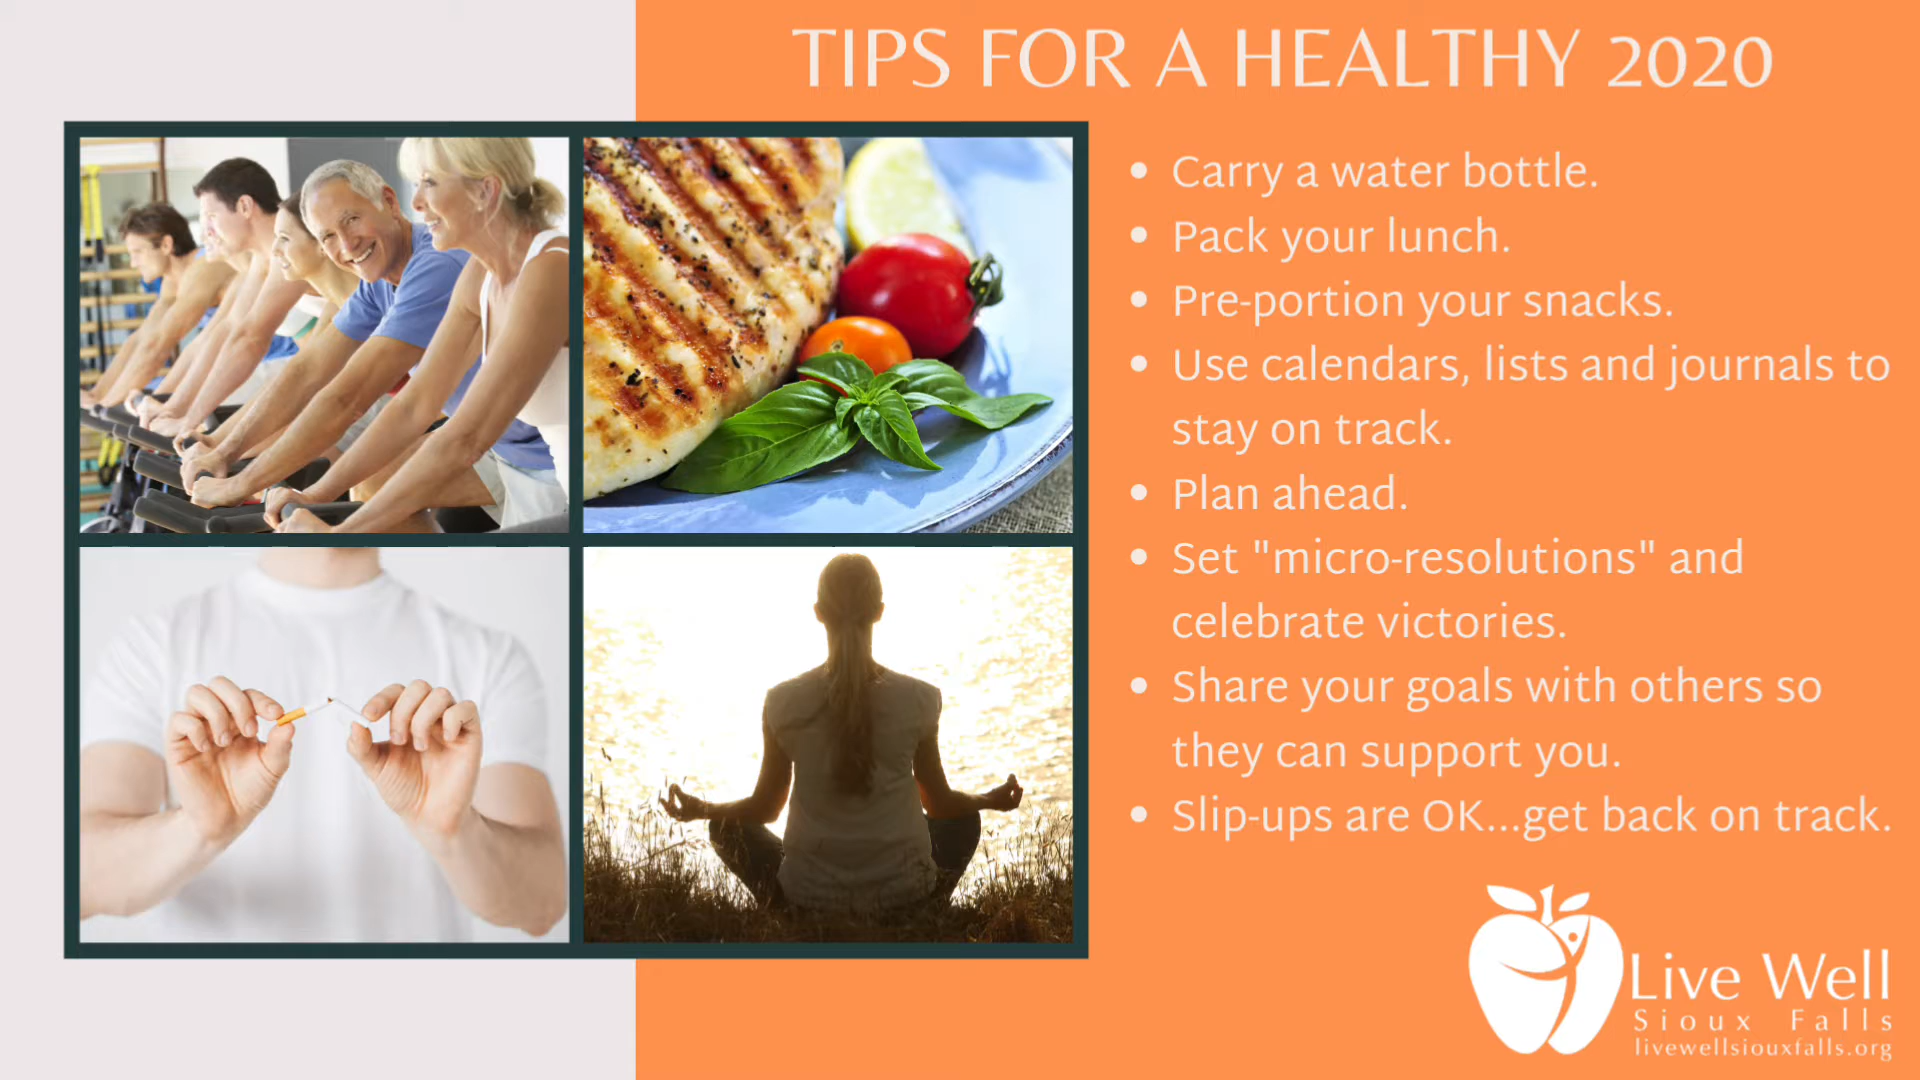 TIPS FOR A HEALTHY 2020
• Carry a water bottle.
• Pack your lunch.
• Pre-portion your snacks.
• Use calendars, lists and journals to
stay on track.
• Plan ahead.
• Set "micro-resolutions" and
celebrate victories.
• Share your goals with others so
they can support you.
• Slip-ups are OK...get back on track.
Live Well
Sioux Falls
livewellsiouxfalls.org